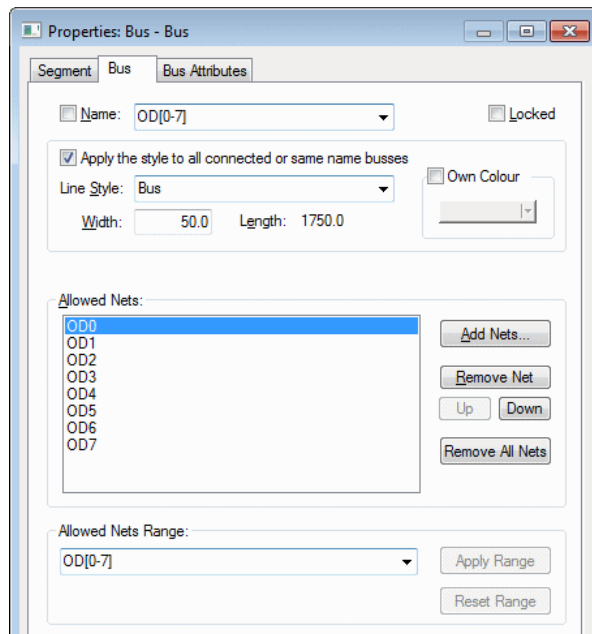 Properties: Bus - Bus
Segment Bus Bus Attributes
Name: OD[0-7] Locked
Apply the style to all connected or same name busses
Line Style: Bus Own Colour
Width: 50.0 Length: 1750.0
Allowed Nets:
OD0
OD1
OD2
OD3
OD4
OD5
OD6
OD7
Add Nets...
Remove Net
Up Down
Remove All Nets
Allowed Nets Range:
OD[0-7] Apply Range
Reset Range